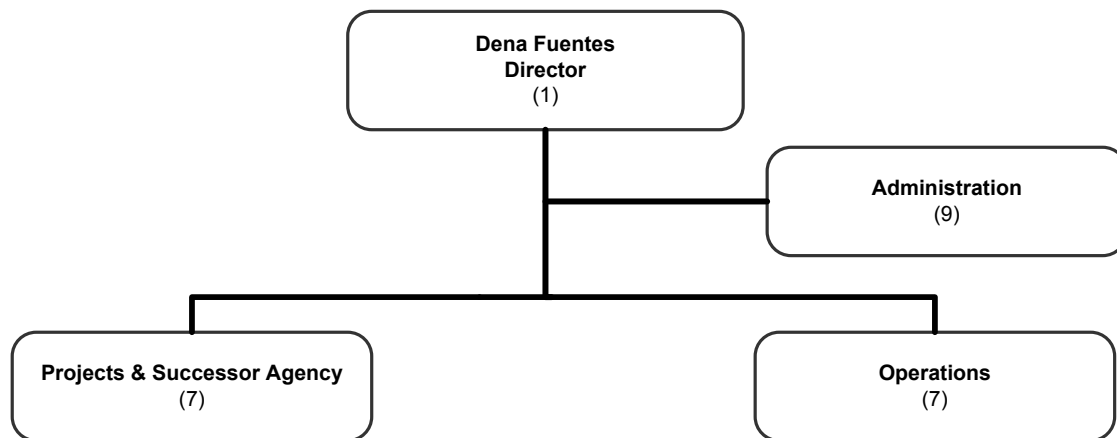 Dena Fuentes
Director
(1)
Administration
(9)
Projects & Successor Agency
(7)
Operations
(7)